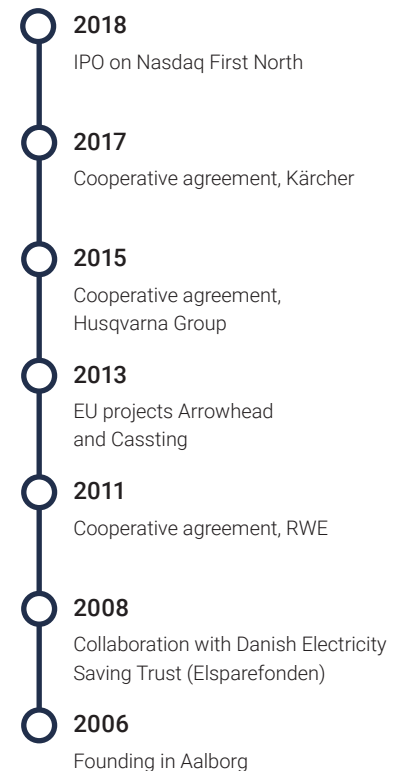 2018
IPO on Nasdaq First North
2017
Cooperative agreement, Kärcher
2015
Cooperative agreement,
Husqvarna Group
2013
EU projects Arrowhead
and Cassting
2011
Cooperative agreement, RWE
2008
Collaboration with Danish Electricity
Saving Trust (Elsparefonden)
2006
Founding in Aalborg